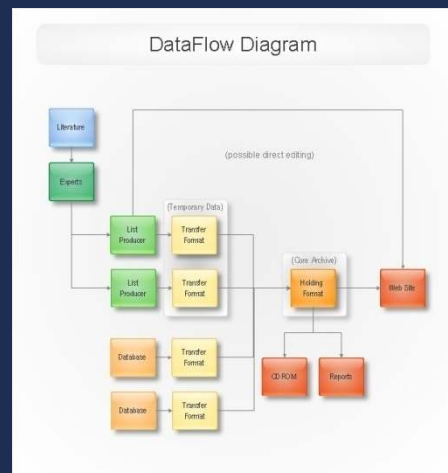 DataFlow Diagram
Literature
(possible direct editing)
Experts
(Temporary Data)
List
Producer
Transfer
Format
(Core Archive)
List
Producer
Transfer
Format
Holding
Format
Web Site
Database
Transfer
Format
CD-ROM
Reports
Database
Transfer
Format